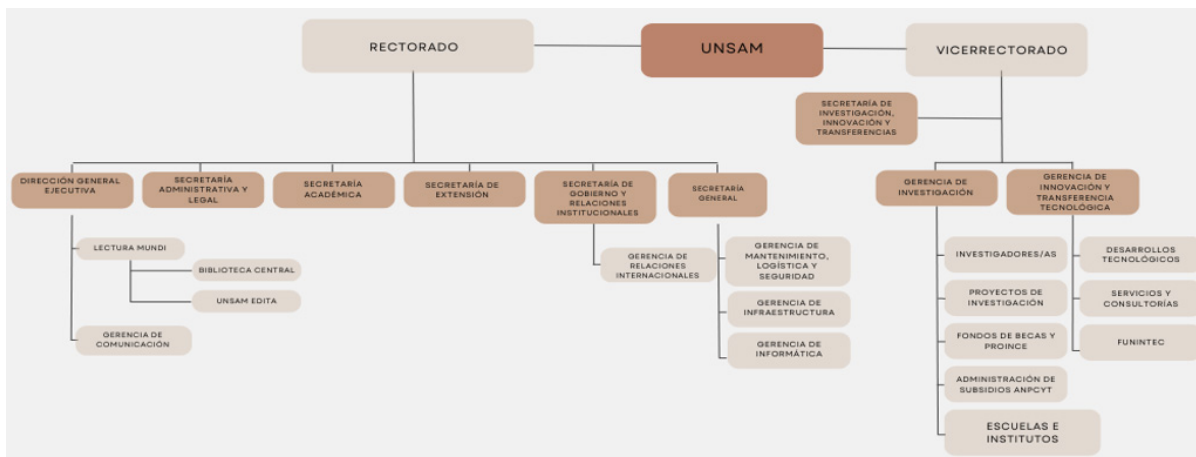 RECTORADO
UNSAM
VICERRECTORADO
SECRETARÍA DE
INVESTIGACIÓN,
INNOVACIÓN Y
TRANSFERENCIAS
DIRECCIÓN GENERAL
EJECUTIVA
SECRETARÍA
ADMINISTRATIVA Y
LEGAL
SECRETARÍA
ACADÉMICA
SECRETARÍA DE
EXTENSIÓN
SECRETARÍA DE
GOBIERNO Y
RELACIONES
INSTITUCIONALES
SECRETARÍA
GENERAL
GERENCIA DE
INVESTIGACIÓN
GERENCIA DE
INNOVACIÓN Y
TRANSFERENCIA
TECNOLÓGICA
LECTURA MUNDI
BIBLIOTECA CENTRAL
UNSAM EDITA
GERENCIA DE
COMUNICACIÓN
GERENCIA DE
RELACIONES
INTERNACIONALES
GERENCIA DE
MANTENIMIENTO,
LOGÍSTICA Y
SEGURIDAD
GERENCIA DE
INFRAESTRUCTURA
GERENCIA DE
INFORMÁTICA
INVESTIGADORES/AS
PROYECTOS DE
INVESTIGACIÓN
FONDOS DE BECAS Y
PROINCE
ADMINISTRACIÓN DE
SUBSIDIOS ANPCYT
ESCUELAS E
INSTITUTOS
DESARROLLOS
TECNOLÓGICOS
SERVICIOS Y
CONSULTORÍAS
FUNINTEC